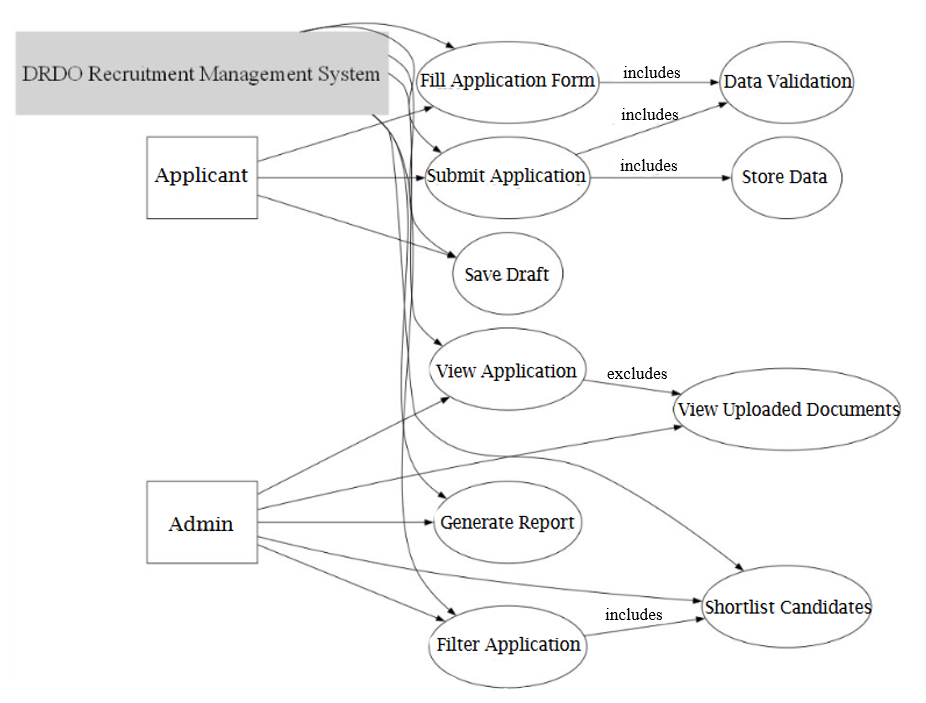 DRDO Recruitment Management System
Fill Application Form
includes
Data Validation
includes
Applicant
Submit Application
includes
Store Data
Save Draft
View Application
excludes
View Uploaded Documents
Admin
Generate Report
Shortlist Candidates
includes
Filter Application